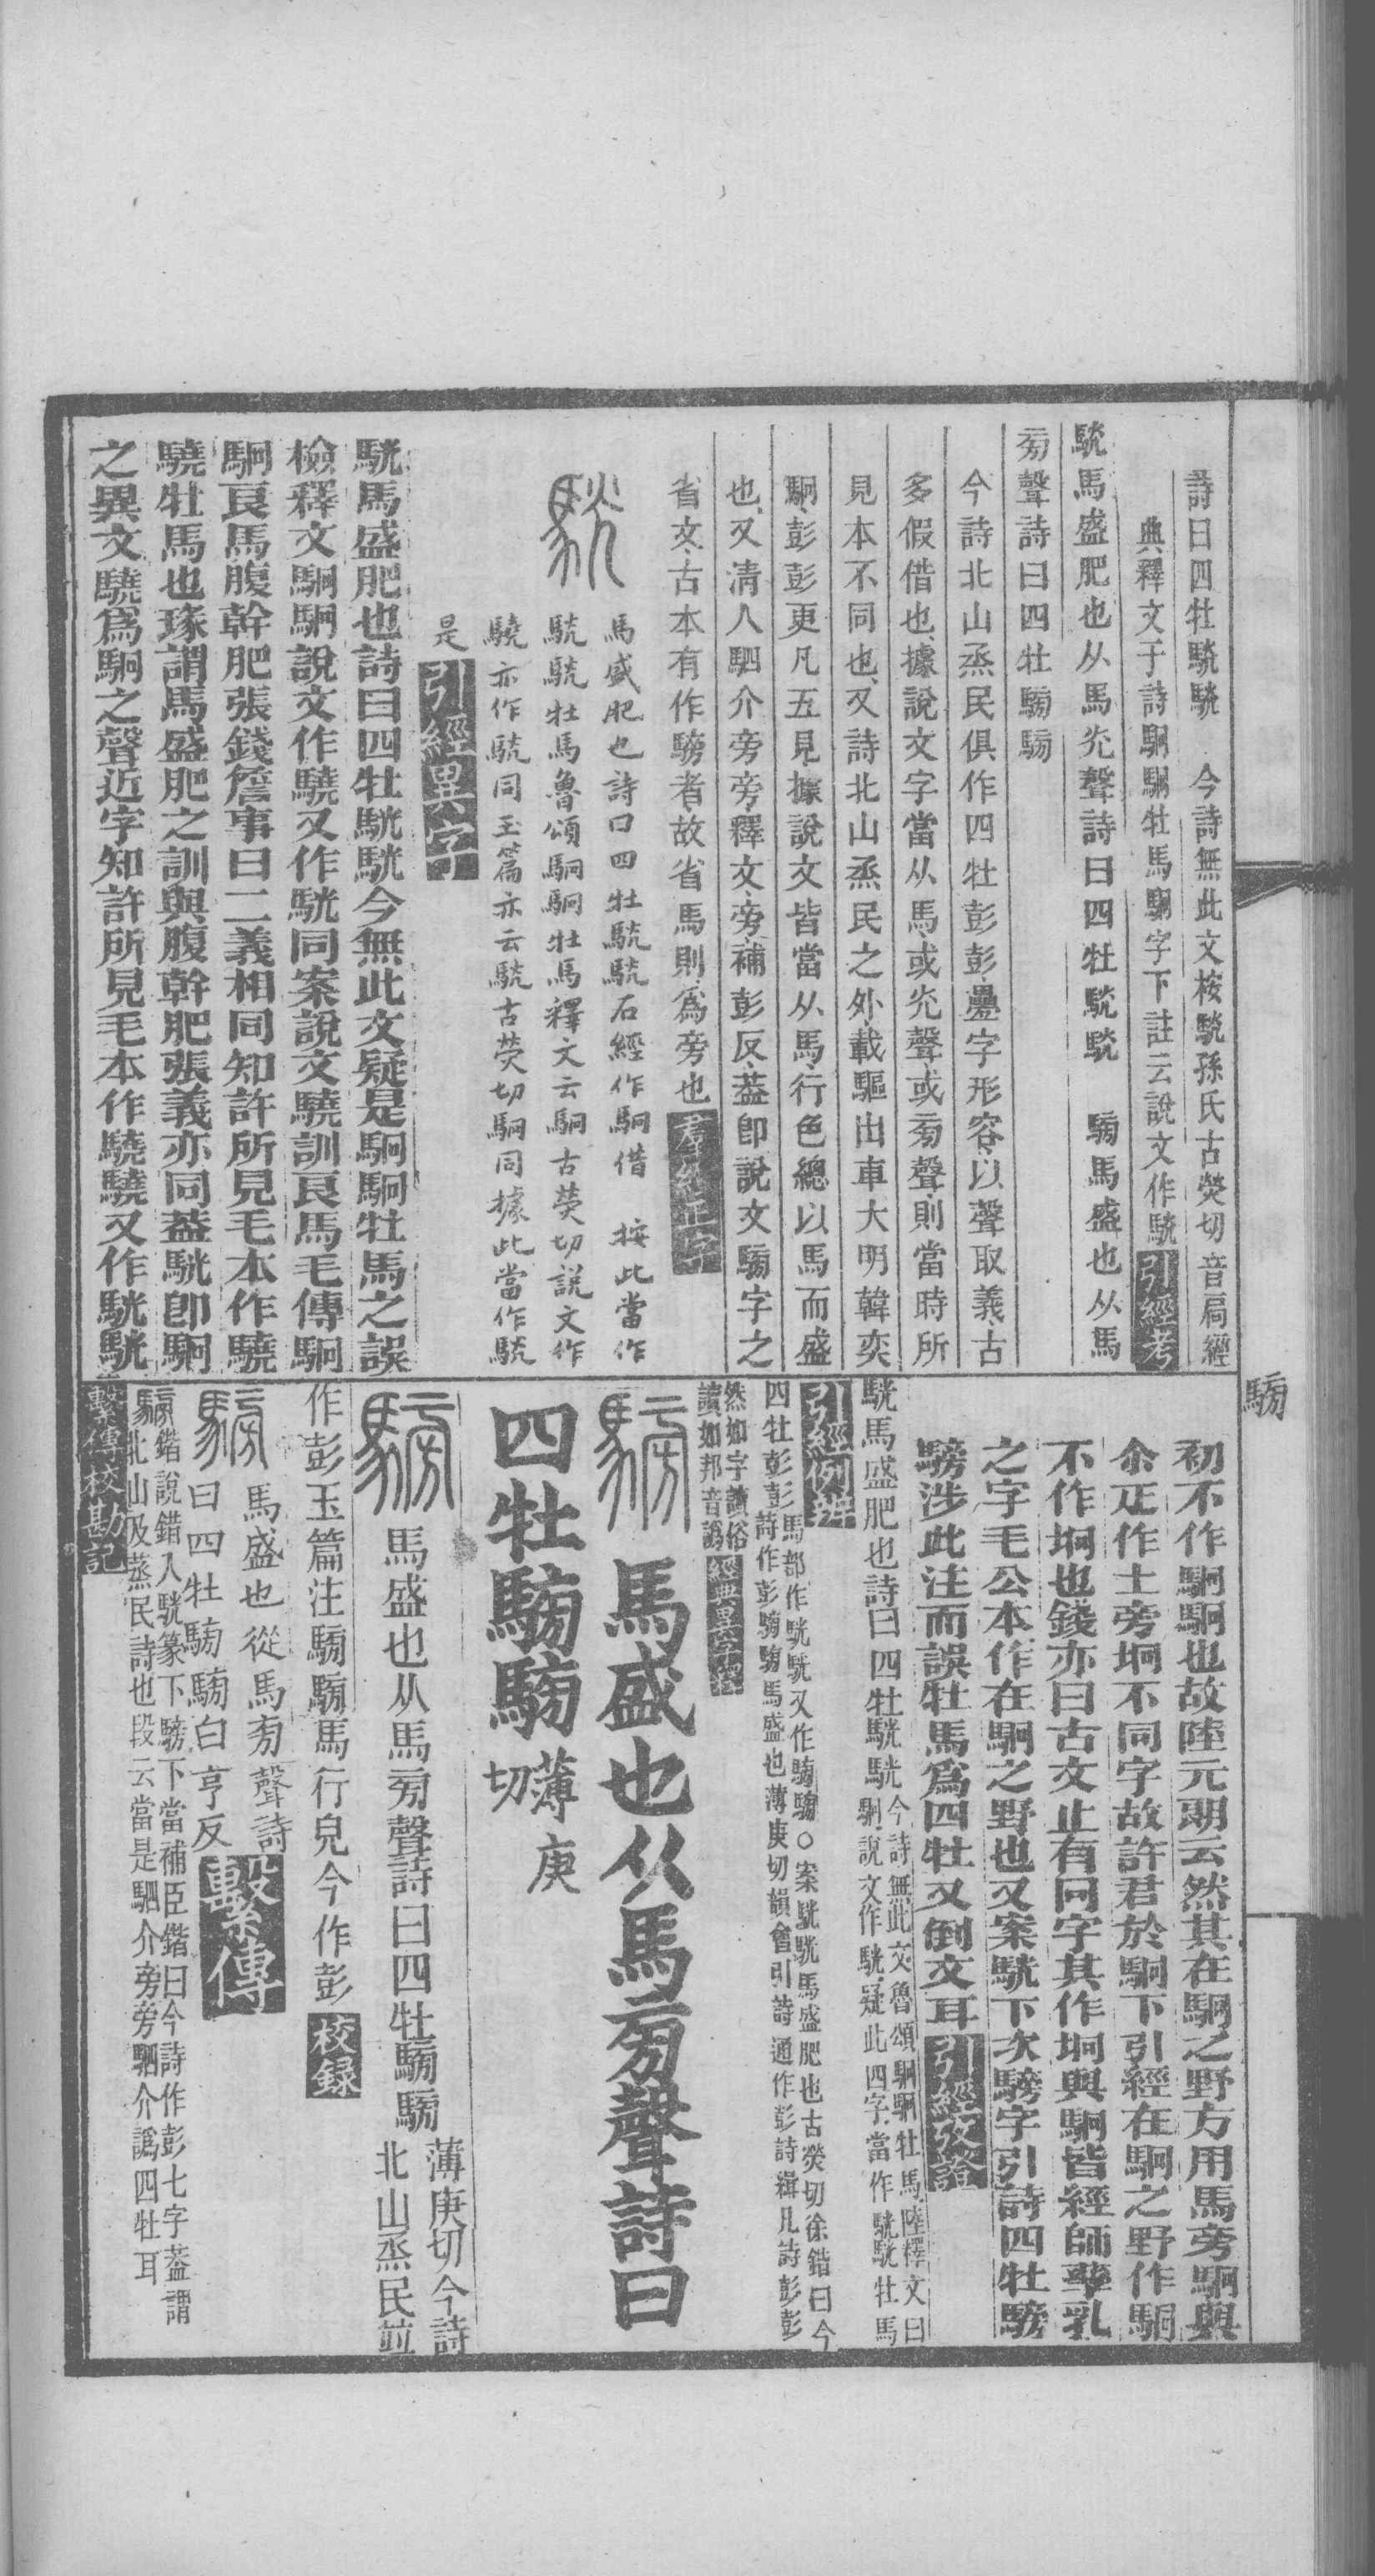 詩曰四牡駫駫　今詩無此文桉駫孫氏古熒切音扃經
典釋文于詩駉駉牡馬駉字下註云說文作駫引經考
駫馬盛肥也从馬光聲詩曰四牡駫駫　騯馬盛也从馬
㫄聲詩曰四牡騯騯
今詩北山烝民俱作四牡彭彭疊字形容以聲取義古
多假借也據說文字當从馬或光聲或㫄聲則當時所
見本不同也又詩北山烝民之外載驅出車大明韓奕
駉彭彭更凡五見據說文皆當从馬行色總以馬而盛
也又清人駟介旁旁釋文旁補彭反葢卽說文騯字之
省文古本有作騯者故省馬則為旁也羣經正字
駫
馬盛肥也詩曰四牡駫駫石經作駉借　按此當作
駫駫牡馬魯頌駉駉牡馬釋文云駉古熒切說文作
驍亦作駫同玉篇亦云駫古熒切駉同據此當作駫
是引經異字
駫馬盛肥也詩曰四牡駫駫今無此文疑是駉駉牡馬之誤
檢釋文駉駉說文作驍又作駫同案說文驍訓良馬毛傳駉
駉良馬腹幹肥張錢詹事曰二義相同知許所見毛本作驍
驍牡馬也瑑謂馬盛肥之訓與腹幹肥張義亦同葢駫卽駉
之異文驍爲駉之聲近字知許所見毛本作驍驍又作駫駫
騯
初不作駉駉也故陸元朗云然其在駉之野方用馬旁駉與
余疋作土旁坰不同字故許君於駉下引經在駉之野作駉
不作坰也錢亦曰古文止有冋字其作坰與駉皆經師孳乳
之字毛公本作在駉之野也又案駫下次騯字引詩四牡騯
騯涉此注而誤牡馬爲四牡又倒文耳引經攷證
駫馬盛肥也詩曰四牡駫駫今詩無此文魯頌駉駉牡馬陸釋文曰
駉說文作駫疑此四字當作駫駫牡馬
引經例辨
四牡彭彭馬部作駫駫又作騯騯○案駫駫馬盛肥也古熒切徐鍇曰今
詩作彭騯騯馬盛也薄庚切韻會引詩通作彭詩緝凡詩彭彭
然如字讀俗
讀如邦音譌經典異字釋
騯　馬盛也从馬㫄聲詩曰
四牡騯騯薄庚切
騯　馬盛也从馬㫄聲詩曰四牡騯騯薄庚切今詩
北山烝民竝
作彭玉篇注騯騯馬行皃今作彭校録
騯　馬盛也從馬㫄聲詩
曰四牡騯騯白亨反繫傳
騯鍇說錯入駫篆下騯下當補臣鍇曰今詩作彭七字葢謂
北山及蒸民詩也段云當是駟介旁旁駟介譌四牡耳
繫傳校勘記